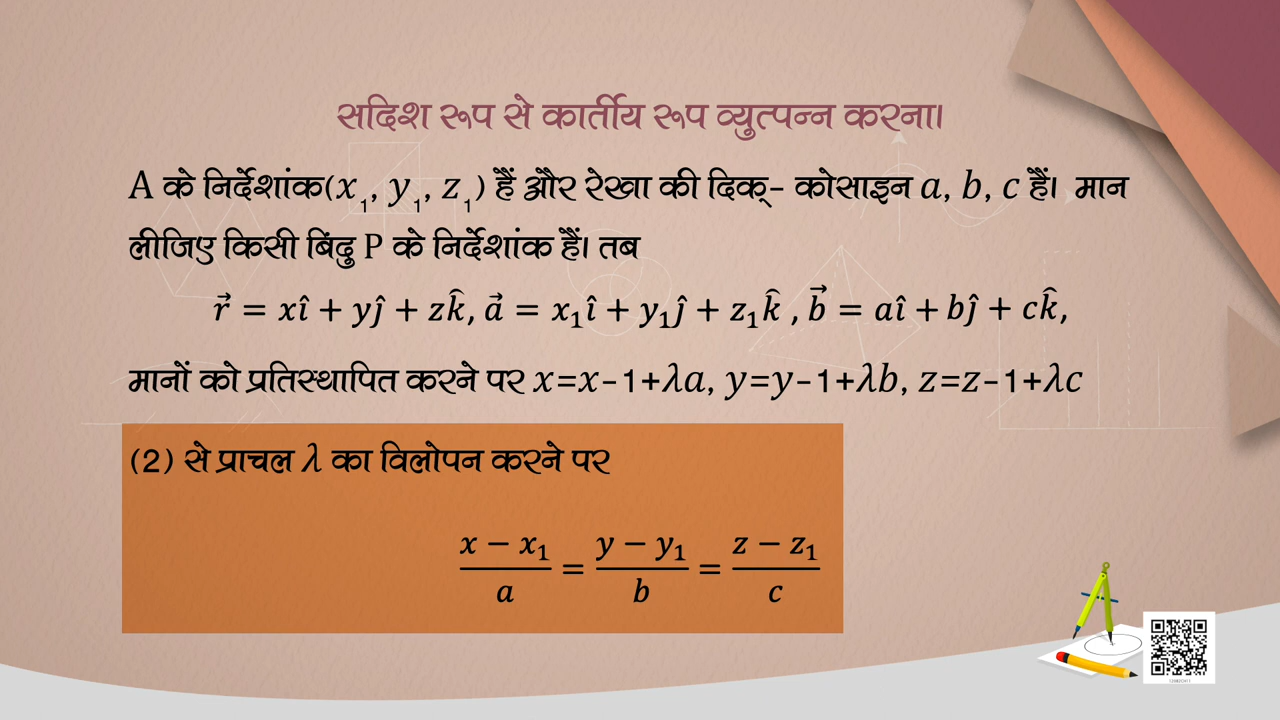 सदिश रूप से कार्तीय रूप व्युत्पन्न करना।
A के निर्देशांक(x₁, y₁, z₁) हैं और रेखा की दिक्- कोसाइन a, b, c हैं।  मान
लीजिए किसी बिंदु P के निर्देशांक हैं। तब
r⃗ = xî + yĵ + zk̂, a⃗ = x₁î + y₁ĵ + z₁k̂ , b⃗ = aî + bĵ + ck̂,
मानों को प्रतिस्थापित करने पर x=x-1+λa, y=y-1+λb, z=z-1+λc
(2) से प्राचल λ का विलोपन करने पर
(x − x₁)/a = (y − y₁)/b = (z − z₁)/c